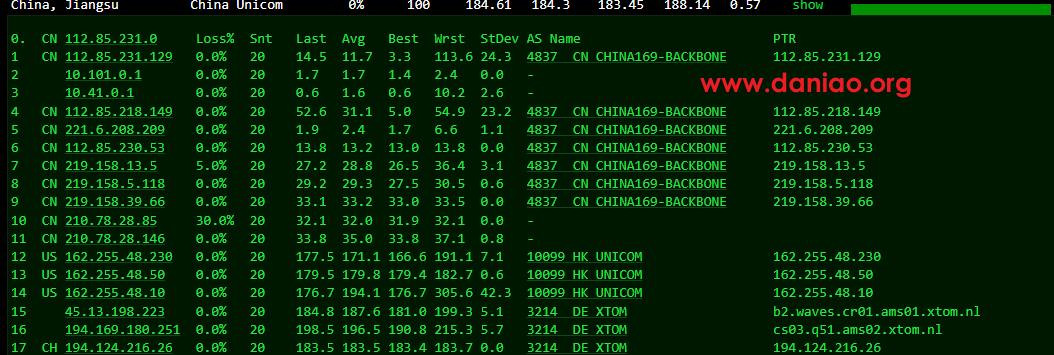 China, Jiangsu China Unicom 0% 100 184.61 184.3 183.45 188.14 0.57 show
0. CN 112.85.231.0 Loss% Snt Last Avg Best Wrst StDev AS Name PTR
1 CN 112.85.231.129 0.0% 20 14.5 11.7 3.3 113.6 24.3 4837 CN CHINA169-BACKBONE 112.85.231.129
2 10.101.0.1 0.0% 20 1.7 1.7 1.4 2.4 0.0 -
www.daniao.org
3 10.41.0.1 0.0% 20 0.6 1.6 0.6 10.2 2.6 -
4 CN 112.85.218.149 0.0% 20 52.6 31.1 5.0 54.9 23.2 4837 CN CHINA169-BACKBONE 112.85.218.149
5 CN 221.6.208.209 0.0% 20 1.9 2.4 1.7 6.6 1.1 4837 CN CHINA169-BACKBONE 221.6.208.209
6 CN 112.85.230.53 0.0% 20 13.8 13.2 13.0 13.8 0.0 4837 CN CHINA169-BACKBONE 112.85.230.53
7 CN 219.158.13.5 5.0% 20 27.2 28.8 26.5 36.4 3.1 4837 CN CHINA169-BACKBONE 219.158.13.5
8 CN 219.158.5.118 0.0% 20 29.2 29.3 27.5 30.5 0.6 4837 CN CHINA169-BACKBONE 219.158.5.118
9 CN 219.158.39.66 0.0% 20 33.1 33.2 33.0 33.5 0.0 4837 CN CHINA169-BACKBONE 219.158.39.66
10 CN 210.78.28.85 30.0% 20 32.1 32.0 31.9 32.1 0.0 -
11 CN 210.78.28.146 0.0% 20 33.8 35.0 33.8 37.1 0.8 -
12 US 162.255.48.230 0.0% 20 177.5 171.1 166.6 191.1 7.1 10099 HK UNICOM 162.255.48.230
13 US 162.255.48.50 0.0% 20 179.5 179.8 179.4 182.7 0.6 10099 HK UNICOM 162.255.48.50
14 US 162.255.48.10 0.0% 20 176.7 194.1 176.7 305.6 42.3 10099 HK UNICOM 162.255.48.10
15 45.13.198.223 0.0% 20 184.8 187.6 181.0 199.3 5.1 3214 DE XTOM b2.waves.cr01.ams01.xtom.nl
16 194.169.180.251 0.0% 20 198.5 196.5 190.8 215.3 5.7 3214 DE XTOM cs03.q51.ams02.xtom.nl
17 CH 194.124.216.26 0.0% 20 183.5 183.5 183.4 183.7 0.0 3214 DE XTOM 194.124.216.26